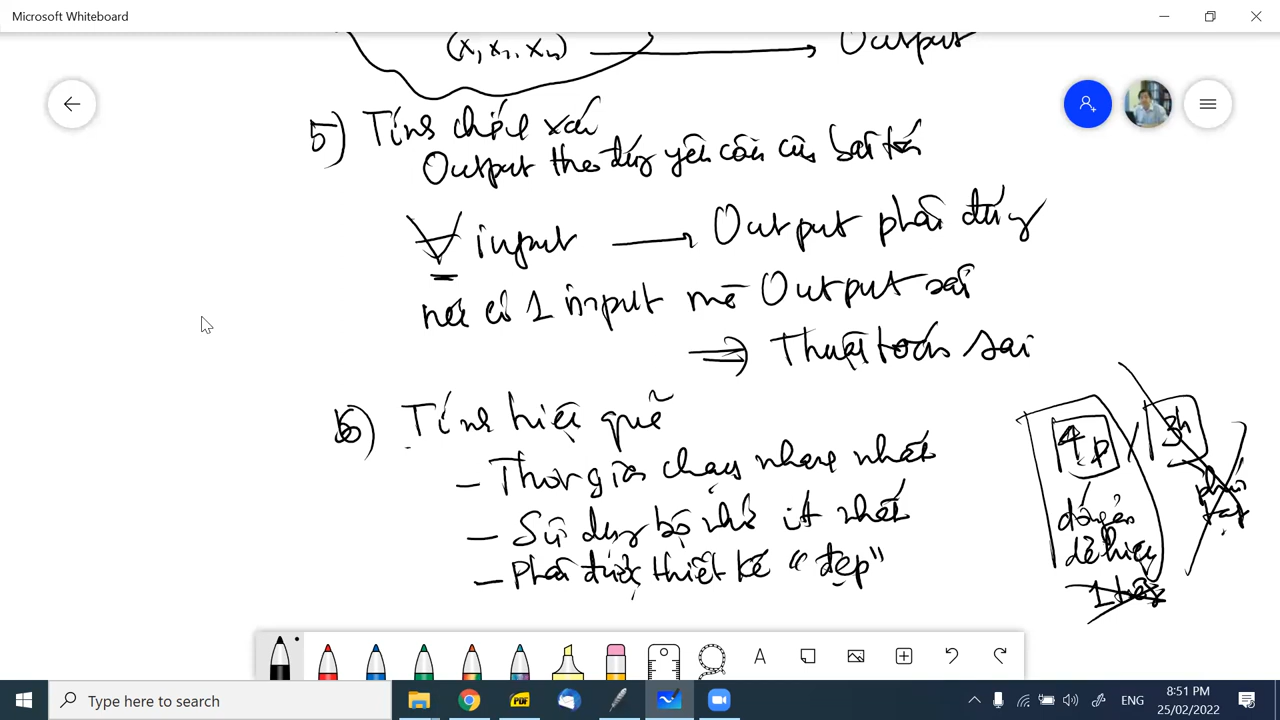 Microsoft Whiteboard
(x₁, x₂, xₙ) → Output
5) Tính chính xác
Output theo đúng yêu cầu của bài toán
∀ input → Output phải đúng
nếu có 1 input mà Output sai
⇒ Thuật toán sai
6) Tính hiệu quả
- Thời gian chạy nhanh nhất
- Sử dụng bộ nhớ ít nhất
- Phải được thiết kế "đẹp"
4p / 3h
đơn giản
dễ hiểu
phức tạp
A
Type here to search
PDF
ENG
8:51 PM
25/02/2022